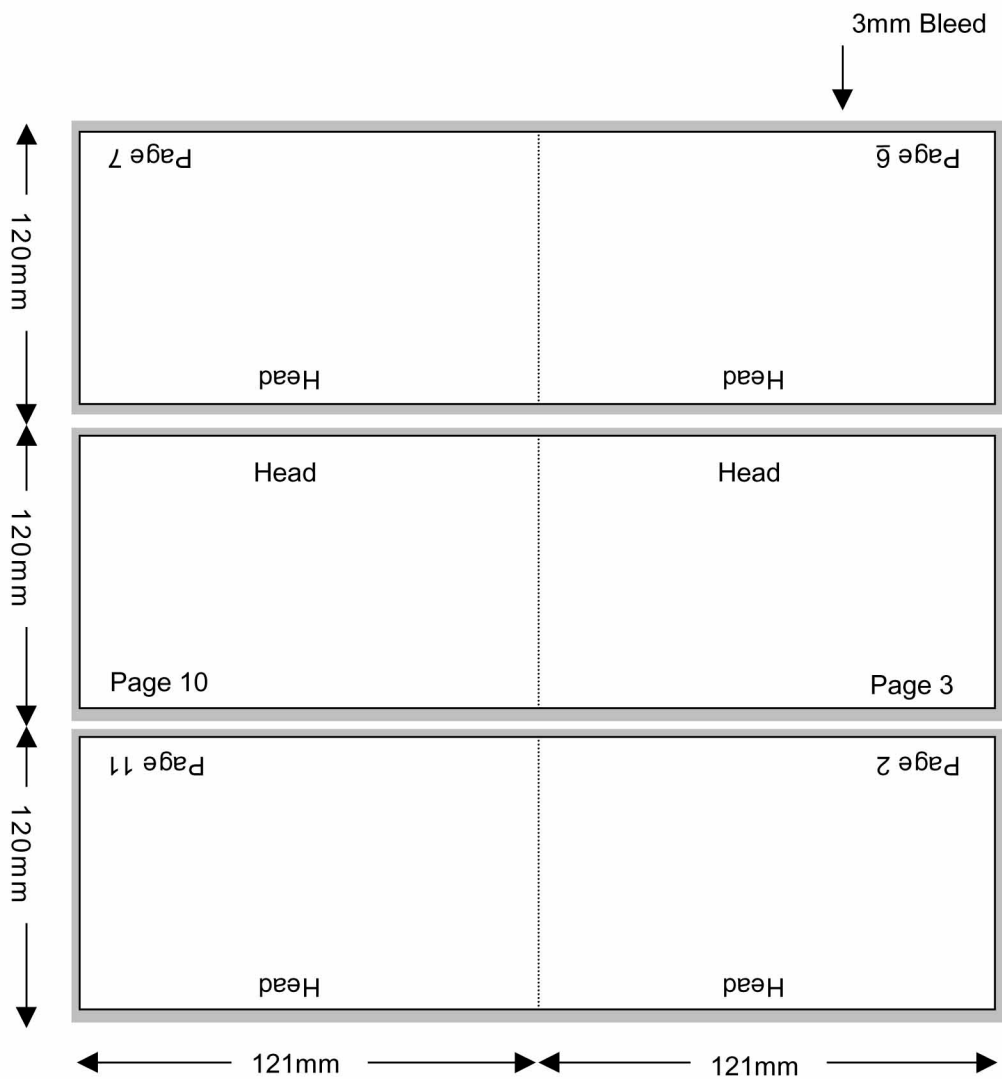 3mm Bleed
Page 7
Page 6
120mm
Head
Head
Head
Head
120mm
Page 10
Page 3
Page 11
Page 2
120mm
Head
Head
121mm
121mm